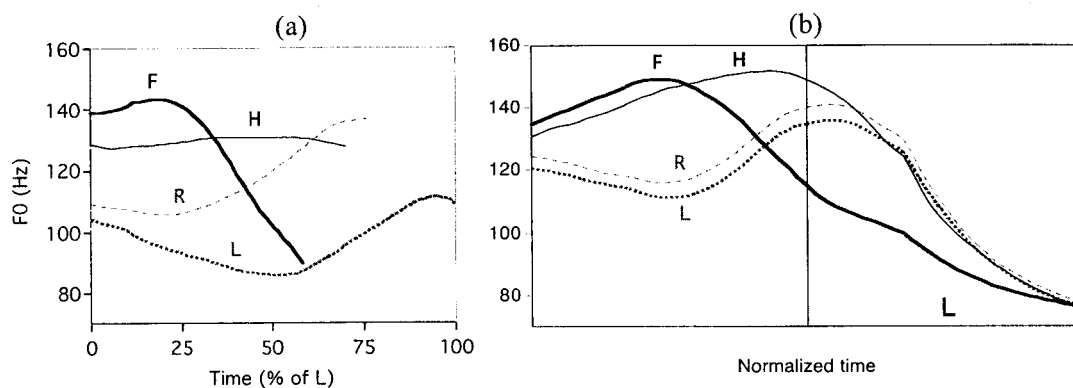 (a)
160
140
120
100
80
F0 (Hz)
F
H
R
L
0 25 50 75 100
Time (% of L)
(b)
160
140
120
100
80
F
H
R
L
L
Normalized time